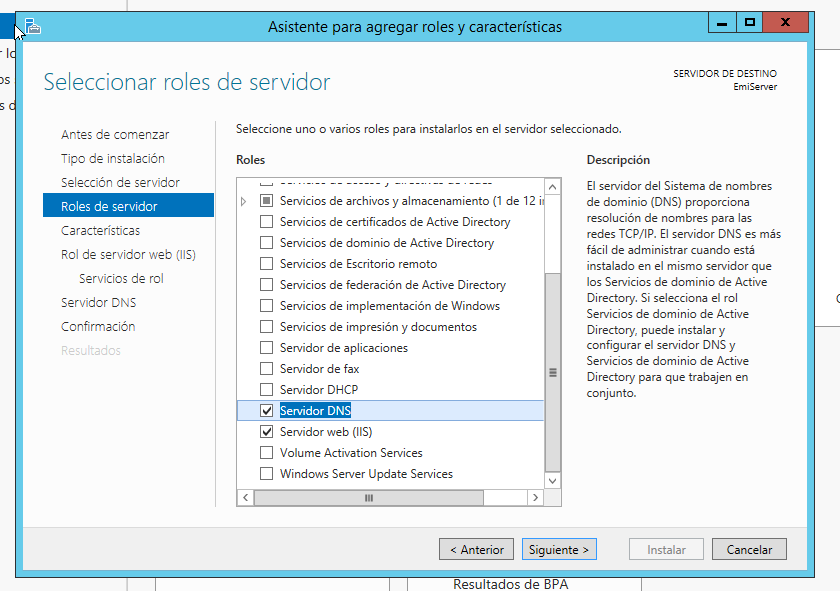 Asistente para agregar roles y características
Seleccionar roles de servidor
SERVIDOR DE DESTINO
EmiServer
Antes de comenzar
Tipo de instalación
Selección de servidor
Roles de servidor
Características
Rol de servidor web (IIS)
Servicios de rol
Servidor DNS
Confirmación
Resultados
Seleccione uno o varios roles para instalarlos en el servidor seleccionado.
Roles
Servicios de archivos y almacenamiento (1 de 12 i
Servicios de certificados de Active Directory
Servicios de dominio de Active Directory
Servicios de Escritorio remoto
Servicios de federación de Active Directory
Servicios de implementación de Windows
Servicios de impresión y documentos
Servidor de aplicaciones
Servidor de fax
Servidor DHCP
Servidor DNS
Servidor web (IIS)
Volume Activation Services
Windows Server Update Services
Descripción
El servidor del Sistema de nombres
de dominio (DNS) proporciona
resolución de nombres para las
redes TCP/IP. El servidor DNS es más
fácil de administrar cuando está
instalado en el mismo servidor que
los Servicios de dominio de Active
Directory. Si selecciona el rol
Servicios de dominio de Active
Directory, puede instalar y
configurar el servidor DNS y
Servicios de dominio de Active
Directory para que trabajen en
conjunto.
< Anterior
Siguiente >
Instalar
Cancelar
Resultados de BPA